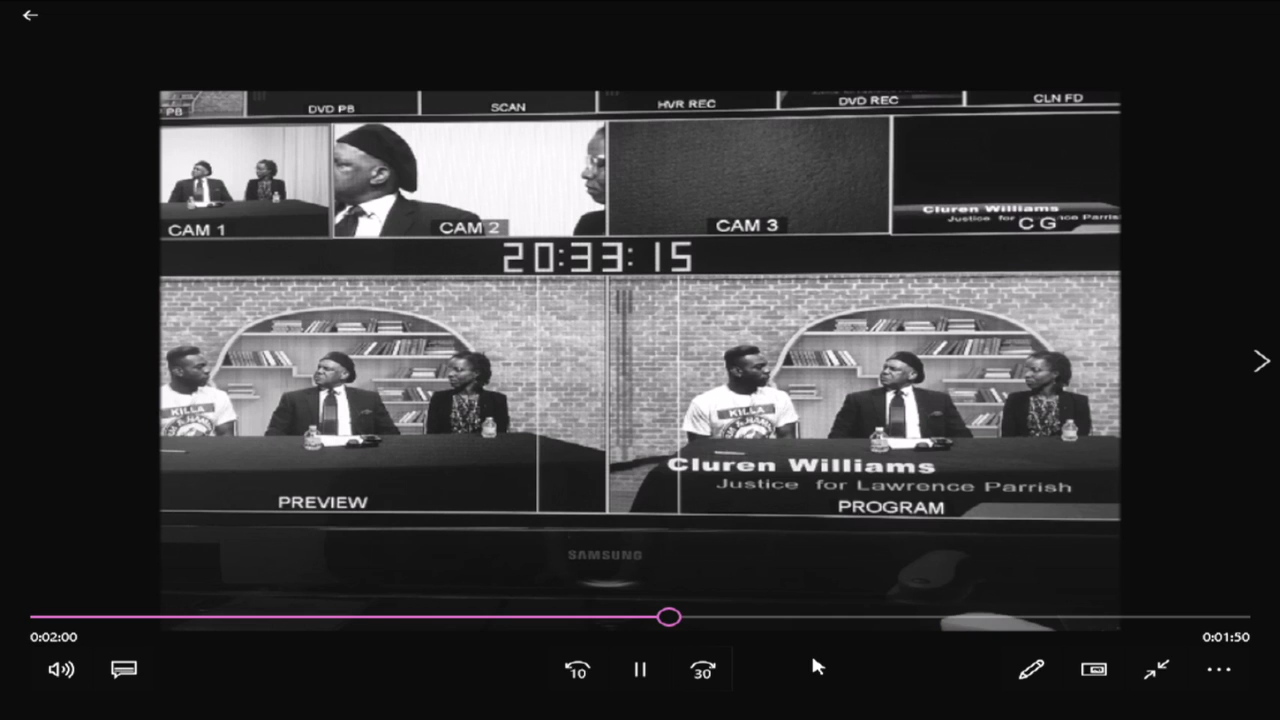 PB
DVD PB
SCAN
HVR REC
DVD REC
CLN FD
CAM 1
CAM 2
CAM 3
Cluren Williams
Justice for
CG
nce Parris
20:33:15
KILLA
KILLA
Cluren Williams
Justice for Lawrence Parrish
PREVIEW
PROGRAM
SAMSUNG
0:02:00
0:01:50
10
30